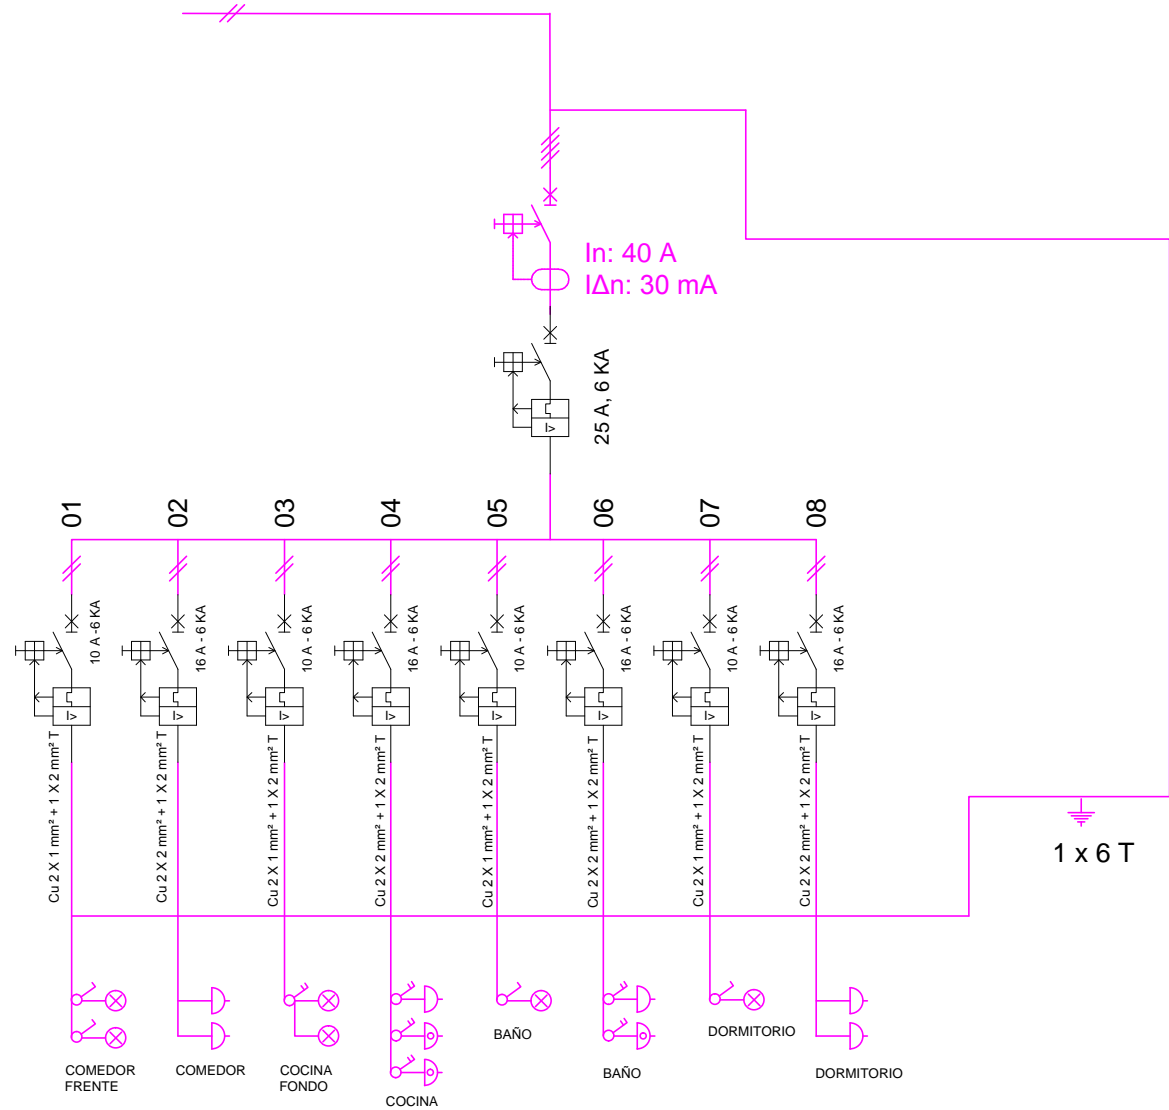 In: 40 A
IΔn: 30 mA
25 A, 6 KA
I>
01
02
03
04
05
06
07
08
10 A -6 KA
16 A - 6 KA
10 A - 6 KA
16 A - 6 KA
10 A - 6 KA
16 A - 6 KA
10 A - 6 KA
16 A - 6 KA
I>
I>
I>
I>
I>
I>
I>
I>
Cu 2 X 1 mm² + 1 X 2 mm² T
Cu 2 X 2 mm² + 1 X 2 mm² T
Cu 2 X 1 mm² + 1 X 2 mm² T
Cu 2 X 2 mm² + 1 X 2 mm² T
Cu 2 X 1 mm² + 1 X 2 mm² T
Cu 2 X 2 mm² + 1 X 2 mm² T
Cu 2 X 1 mm² + 1 X 2 mm² T
Cu 2 X 2 mm² + 1 X 2 mm² T
1 x 6 T
COMEDOR
FRENTE
COMEDOR
COCINA
FONDO
COCINA
BAÑO
BAÑO
DORMITORIO
DORMITORIO